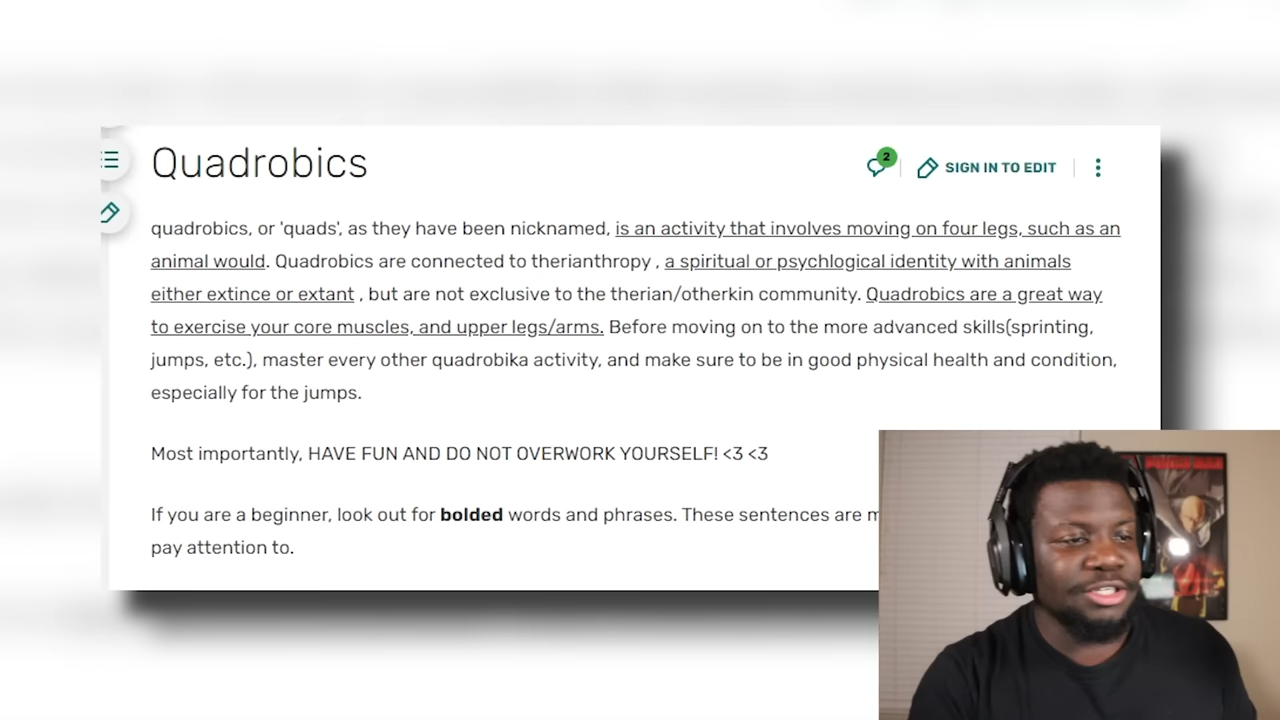 Quadrobics
2
SIGN IN TO EDIT
quadrobics, or 'quads', as they have been nicknamed, is an activity that involves moving on four legs, such as an
animal would. Quadrobics are connected to therianthropy , a spiritual or psychlogical identity with animals
either extince or extant , but are not exclusive to the therian/otherkin community. Quadrobics are a great way
to exercise your core muscles, and upper legs/arms. Before moving on to the more advanced skills(sprinting,
jumps, etc.), master every other quadrobika activity, and make sure to be in good physical health and condition,
especially for the jumps.
Most importantly, HAVE FUN AND DO NOT OVERWORK YOURSELF! <3 <3
If you are a beginner, look out for bolded words and phrases. These sentences are
pay attention to.